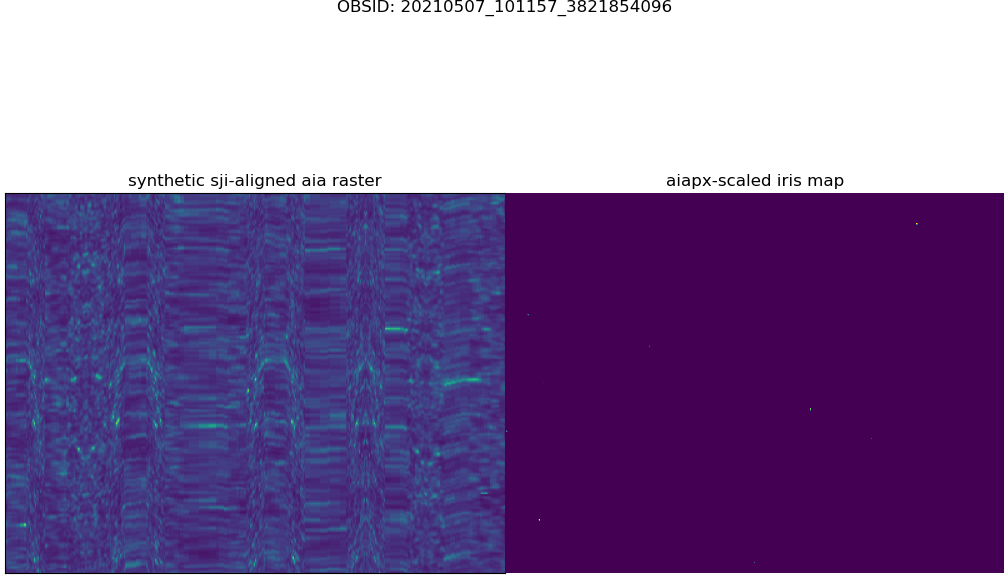 OBSID: 20210507_101157_3821854096
synthetic sji-aligned aia raster
aiapx-scaled iris map